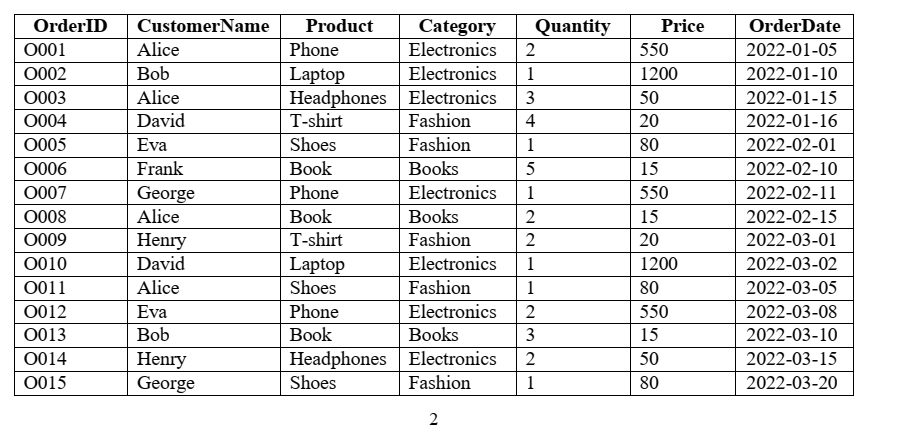 OrderID CustomerName Product Category Quantity Price OrderDate
O001 Alice Phone Electronics 2 550 2022-01-05
O002 Bob Laptop Electronics 1 1200 2022-01-10
O003 Alice Headphones Electronics 3 50 2022-01-15
O004 David T-shirt Fashion 4 20 2022-01-16
O005 Eva Shoes Fashion 1 80 2022-02-01
O006 Frank Book Books 5 15 2022-02-10
O007 George Phone Electronics 1 550 2022-02-11
O008 Alice Book Books 2 15 2022-02-15
O009 Henry T-shirt Fashion 2 20 2022-03-01
O010 David Laptop Electronics 1 1200 2022-03-02
O011 Alice Shoes Fashion 1 80 2022-03-05
O012 Eva Phone Electronics 2 550 2022-03-08
O013 Bob Book Books 3 15 2022-03-10
O014 Henry Headphones Electronics 2 50 2022-03-15
O015 George Shoes Fashion 1 80 2022-03-20
2